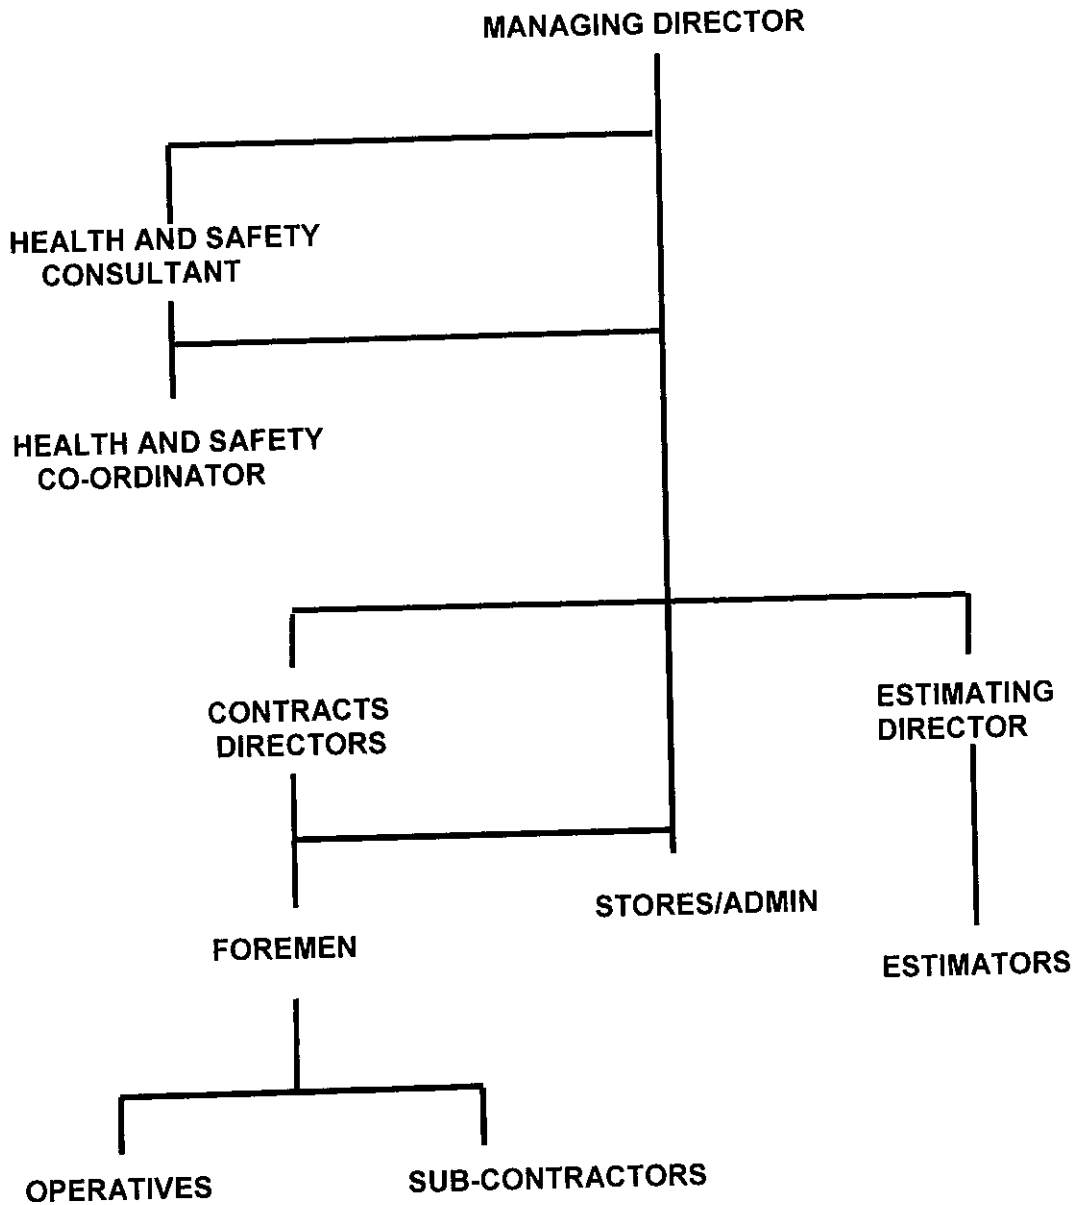 MANAGING DIRECTOR
HEALTH AND SAFETY
CONSULTANT
HEALTH AND SAFETY
CO-ORDINATOR
CONTRACTS
DIRECTORS
ESTIMATING
DIRECTOR
STORES/ADMIN
FOREMEN
ESTIMATORS
OPERATIVES
SUB-CONTRACTORS